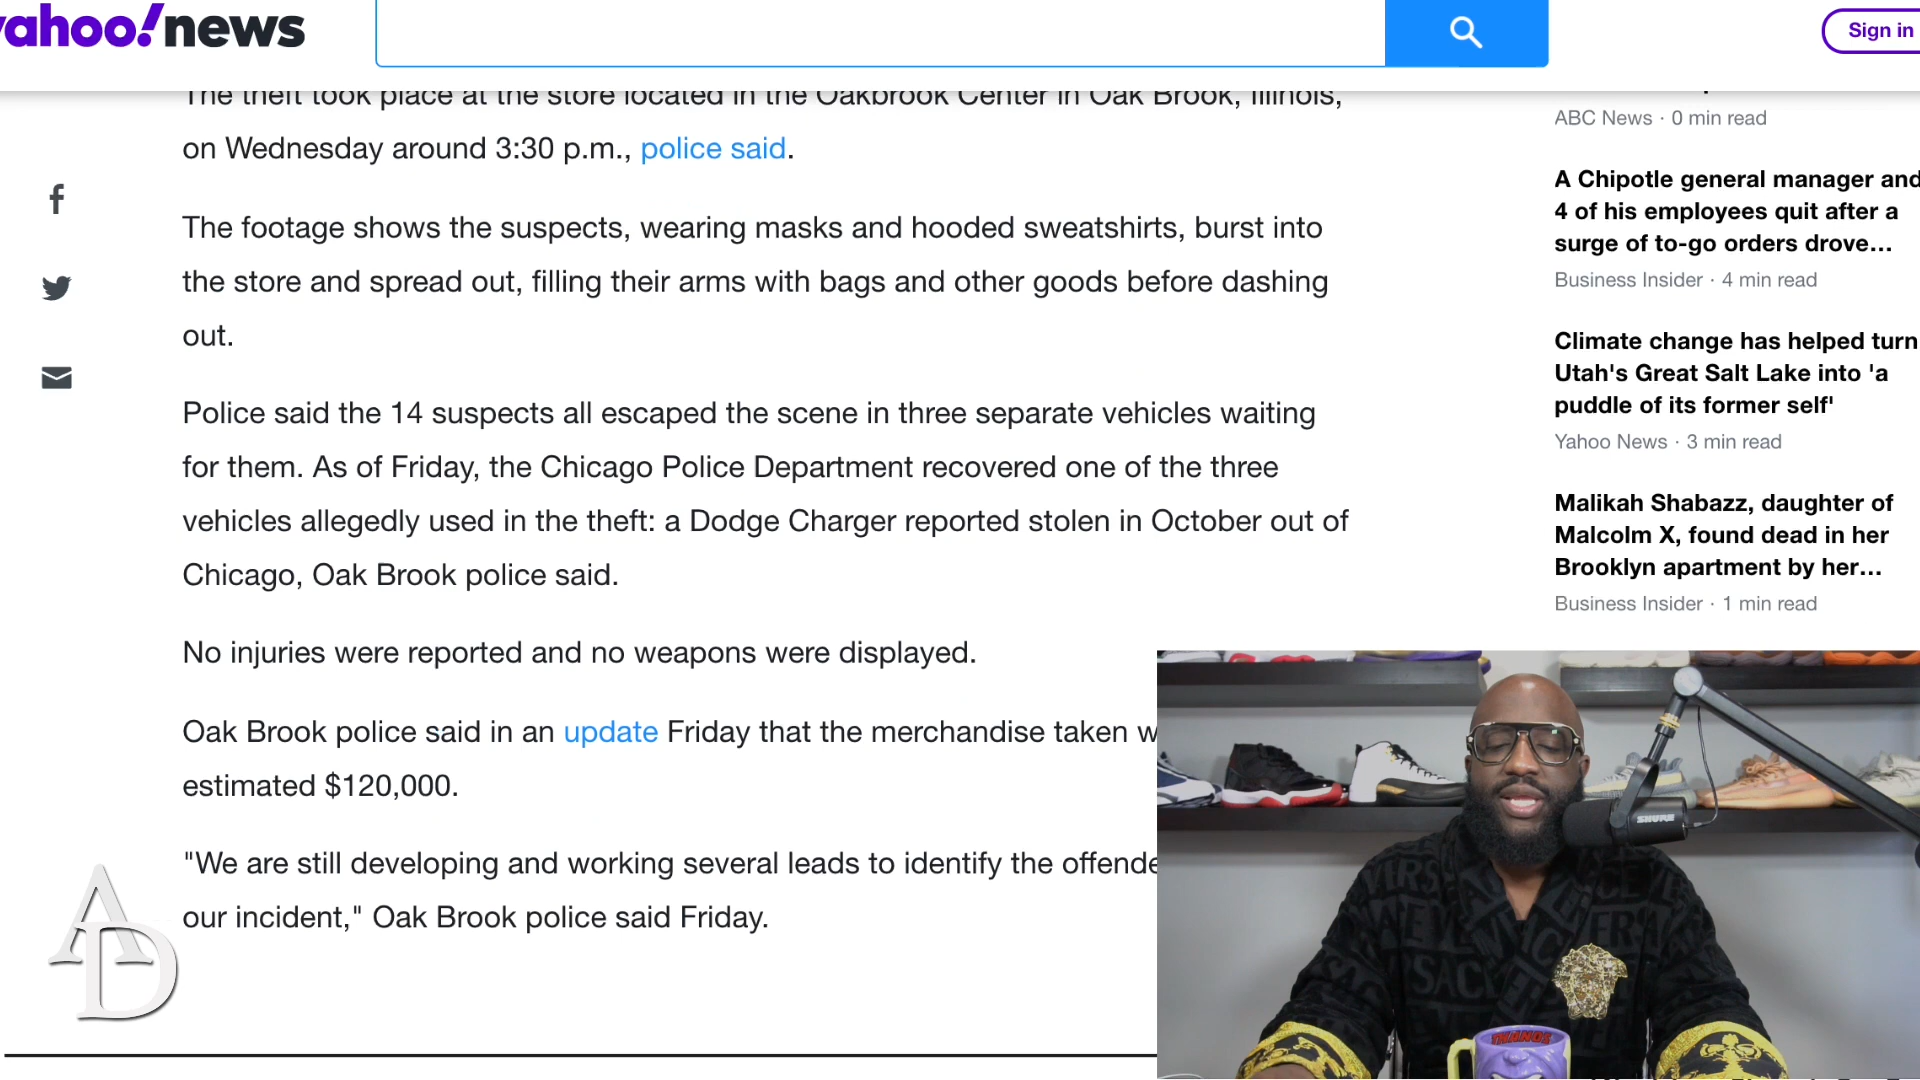 yahoo!news
Sign in
The theft took place at the store located in the Oakbrook Center in Oak Brook, Illinois,
on Wednesday around 3:30 p.m., police said.
The footage shows the suspects, wearing masks and hooded sweatshirts, burst into
the store and spread out, filling their arms with bags and other goods before dashing
out.
Police said the 14 suspects all escaped the scene in three separate vehicles waiting
for them. As of Friday, the Chicago Police Department recovered one of the three
vehicles allegedly used in the theft: a Dodge Charger reported stolen in October out of
Chicago, Oak Brook police said.
No injuries were reported and no weapons were displayed.
Oak Brook police said in an update Friday that the merchandise taken w
estimated $120,000.
"We are still developing and working several leads to identify the offende
our incident," Oak Brook police said Friday.
ABC News · 0 min read
A Chipotle general manager and
4 of his employees quit after a
surge of to-go orders drove...
Business Insider · 4 min read
Climate change has helped turn
Utah's Great Salt Lake into 'a
puddle of its former self'
Yahoo News · 3 min read
Malikah Shabazz, daughter of
Malcolm X, found dead in her
Brooklyn apartment by her...
Business Insider · 1 min read
AD
SHURE
THANOS